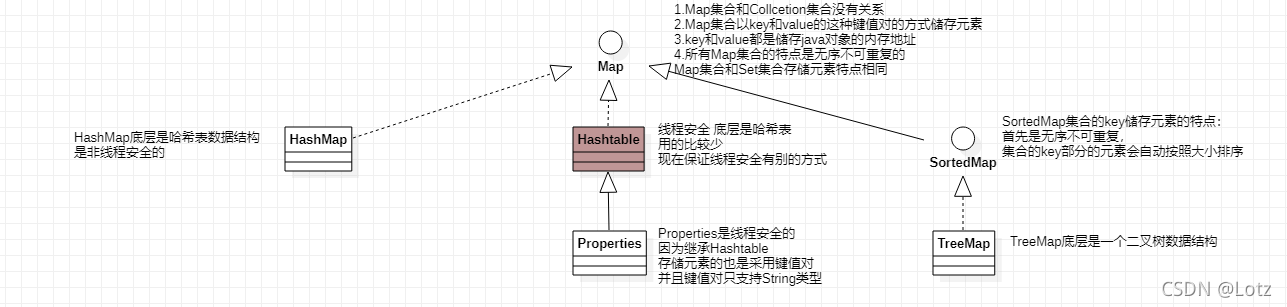 1.Map集合和Collcetion集合没有关系
2.Map集合以key和value的这种键值对的方式储存元素
3.key和value都是储存java对象的内存地址
4.所有Map集合的特点是无序不可重复的
Map集合和Set集合存储元素特点相同
Map
HashMap底层是哈希表数据结构
是非线程安全的
HashMap
Hashtable
线程安全 底层是哈希表
用的比较少
现在保证线程安全有别的方式
SortedMap集合的key储存元素的特点：
首先是无序不可重复，
集合的key部分的元素会自动按照大小排序
SortedMap
Properties
Properties是线程安全的
因为继承Hashtable
存储元素的也是采用键值对
并且键值对只支持String类型
TreeMap
TreeMap底层是一个二叉树数据结构
CSDN @Lotz